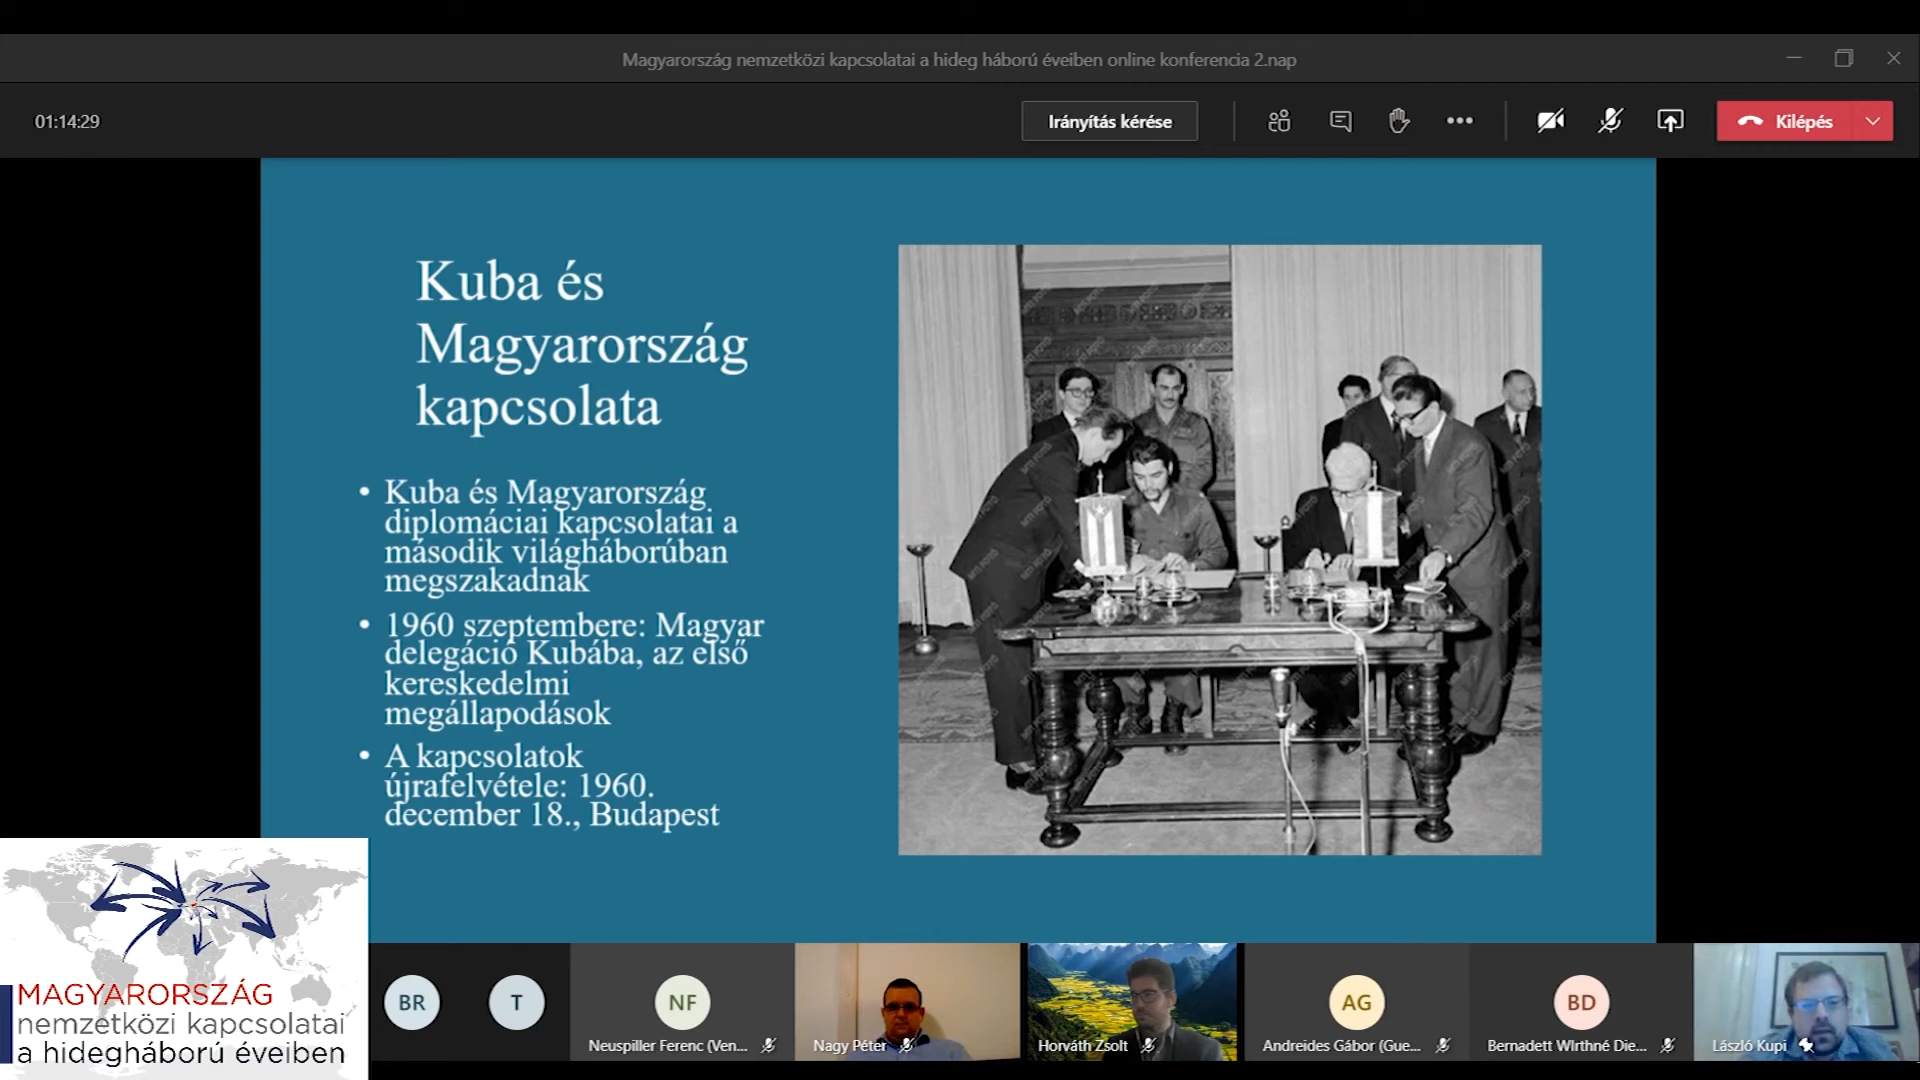 Magyarország nemzetközi kapcsolatai a hideg háború éveiben online konferencia 2.nap
01:14:29
Irányítás kérése
Kilépés
Kuba és
Magyarország
kapcsolata
• Kuba és Magyarország
diplomáciai kapcsolatai a
második világháborúban
megszakadnak
• 1960 szeptembere: Magyar
delegáció Kubába, az első
kereskedelmi
megállapodások
• A kapcsolatok
újrafelvétele: 1960.
december 18., Budapest
MTI FOTÓ
MAGYARORSZÁG
nemzetközi kapcsolatai
a hidegháború éveiben
BR
T
NF
AG
BD
Neuspiller Ferenc (Ven...
Nagy Péter
Horváth Zsolt
Andreides Gábor (Gue...
Bernadett WIrthné Die...
László Kupi